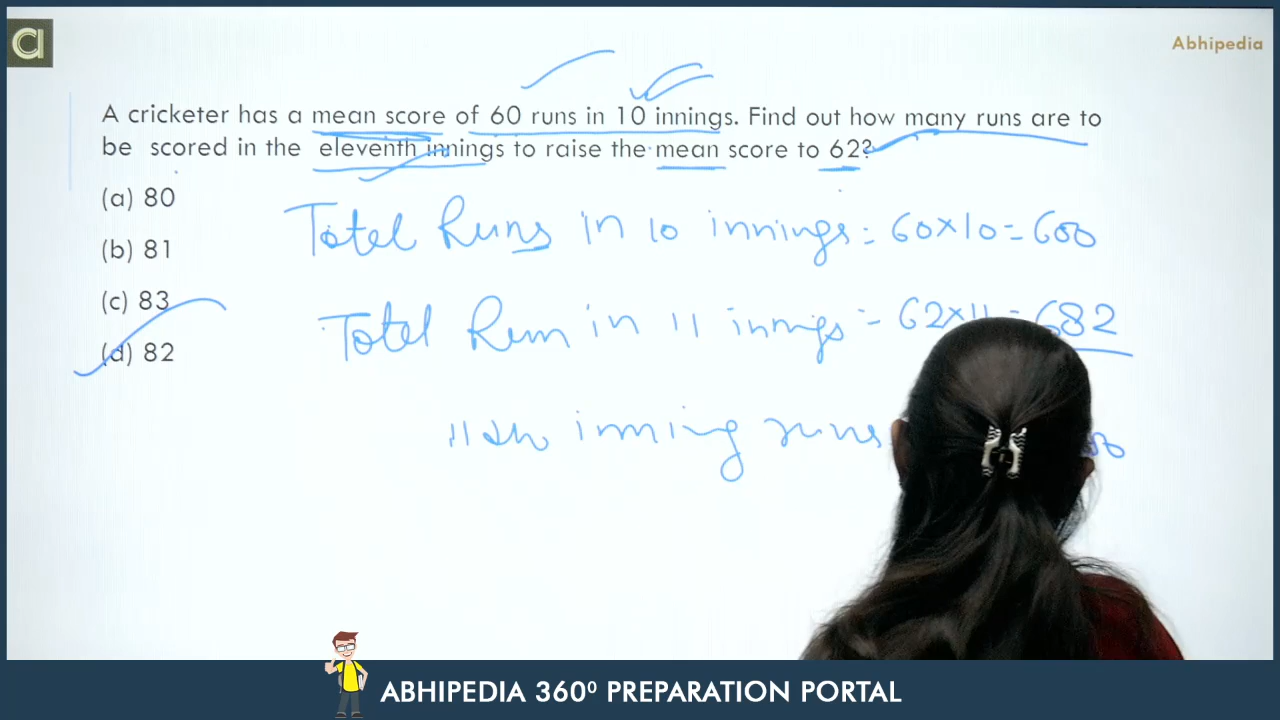 a
Abhipedia
A cricketer has a mean score of 60 runs in 10 innings. Find out how many runs are to
be scored in the eleventh innings to raise the mean score to 62?
(a) 80
(b) 81
(c) 83
(d) 82
Total Runs in 10 innings = 60×10 = 600
Total Run in 11 innings = 62×11 = 682
11th inning runs
ABHIPEDIA 360⁰ PREPARATION PORTAL